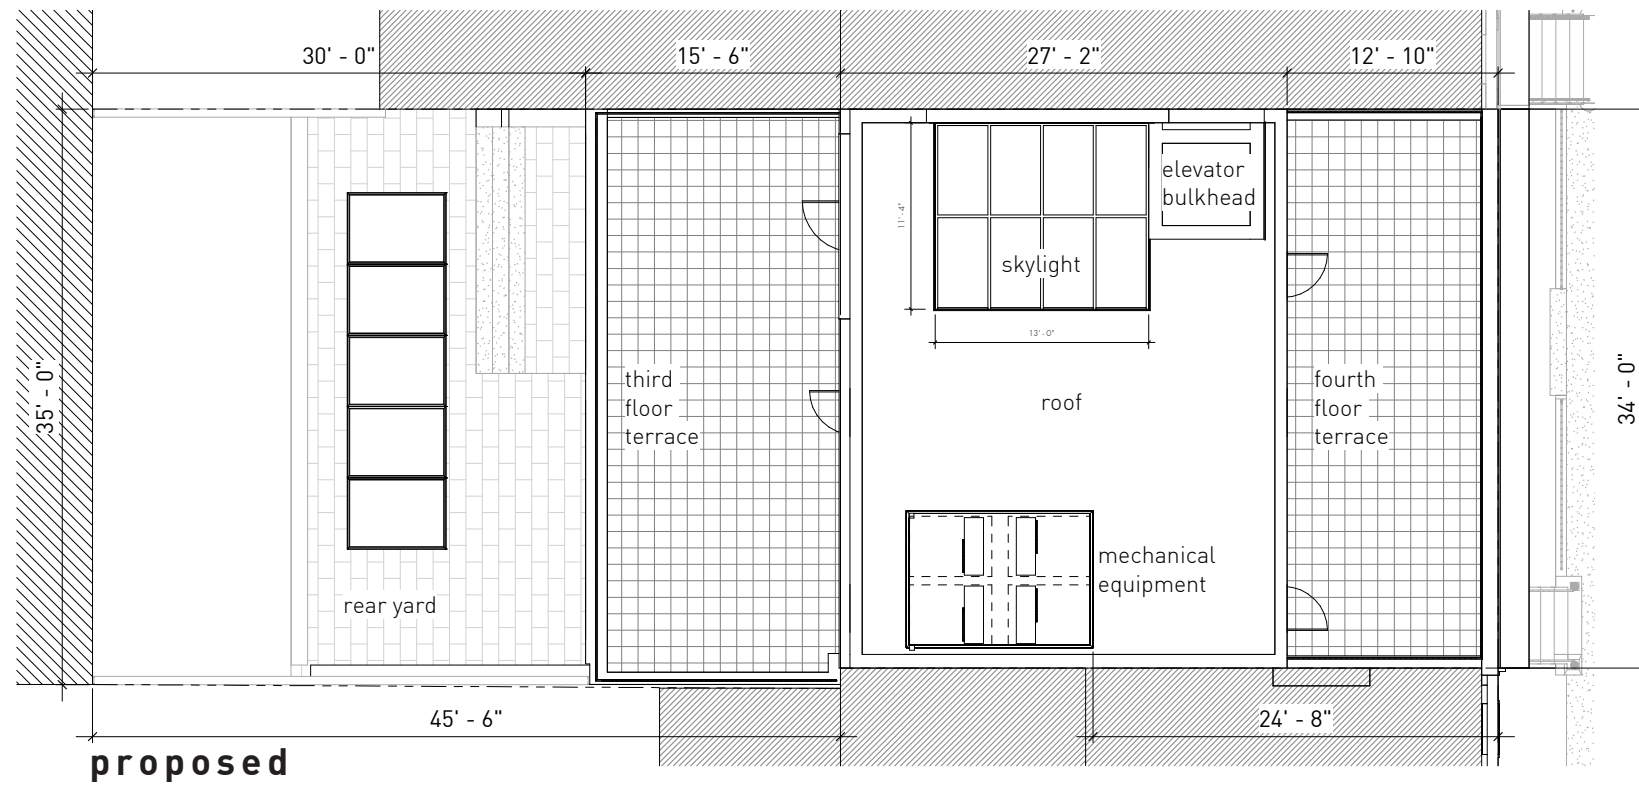 30' - 0"
15' - 6"
27' - 2"
12' - 10"
elevator
bulkhead
11' - 4"
skylight
13' - 0"
35' - 0"
third
floor
terrace
roof
fourth
floor
terrace
34' - 0"
mechanical
equipment
rear yard
45' - 6"
24' - 8"
proposed